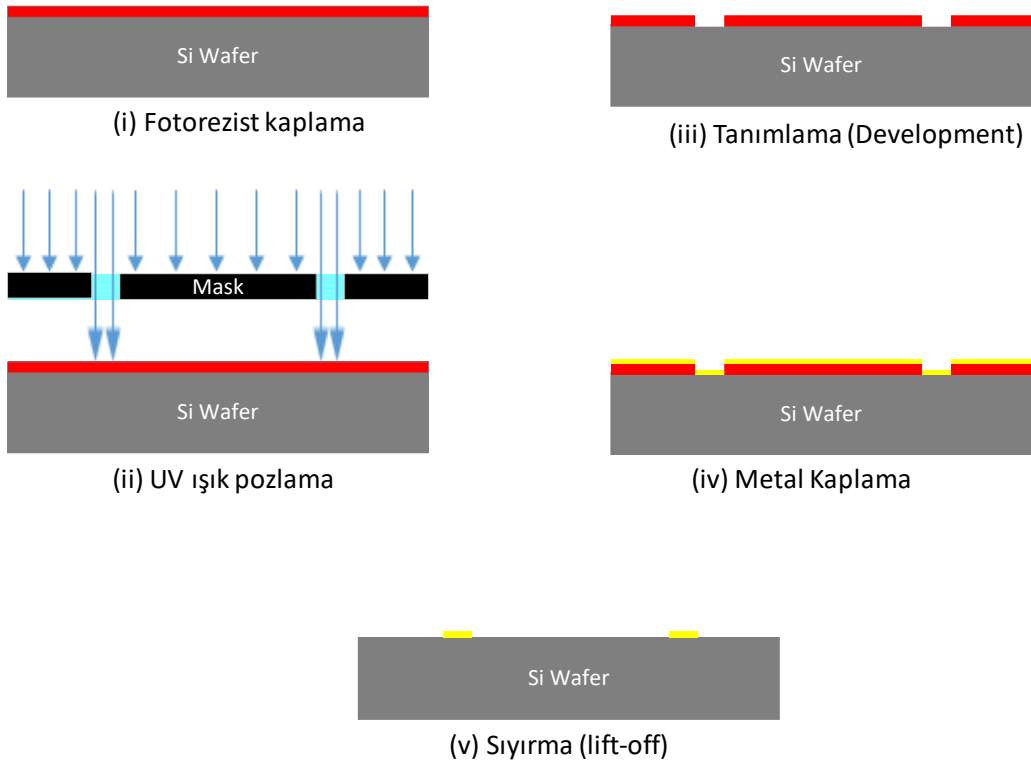 Si Wafer
(i) Fotorezist kaplama
Mask
Si Wafer
(ii) UV ışık pozlama
Si Wafer
(iii) Tanımlama (Development)
Si Wafer
(iv) Metal Kaplama
Si Wafer
(v) Sıyırma (lift-off)